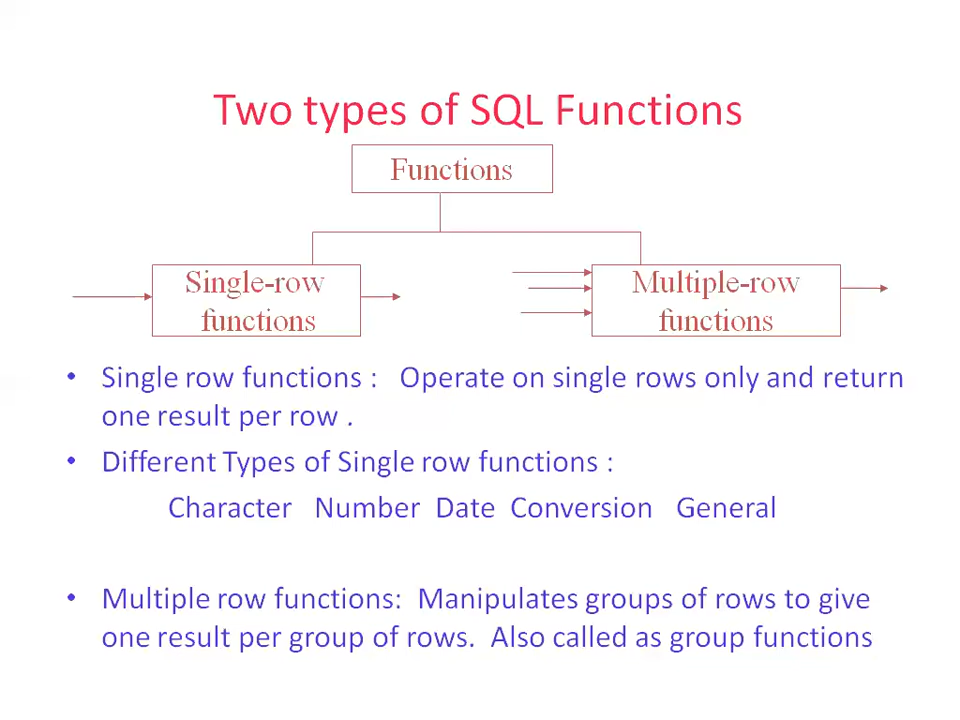 Two types of SQL Functions
Functions
Single-row
functions
Multiple-row
functions
• Single row functions : Operate on single rows only and return
one result per row .
• Different Types of Single row functions :
Character Number Date Conversion General
• Multiple row functions: Manipulates groups of rows to give
one result per group of rows. Also called as group functions